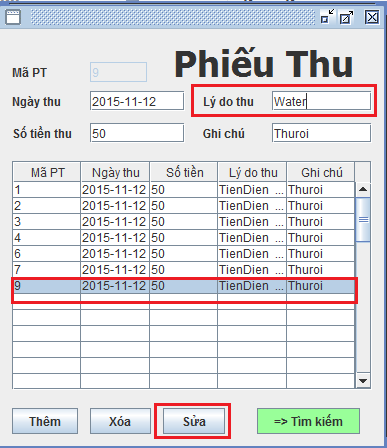 Phiếu Thu
Mã PT 9
Ngày thu 2015-11-12 Lý do thu Water
Số tiền thu 50 Ghi chú Thuroi
Mã PT Ngày thu Số tiền Lý do thu Ghi chú
1 2015-11-12 50 TienDien ... Thuroi
2 2015-11-12 50 TienDien ... Thuroi
3 2015-11-12 50 TienDien ... Thuroi
4 2015-11-12 50 TienDien ... Thuroi
6 2015-11-12 50 TienDien ... Thuroi
7 2015-11-12 50 TienDien ... Thuroi
9 2015-11-12 50 TienDien ... Thuroi
Thêm Xóa Sửa => Tìm kiếm